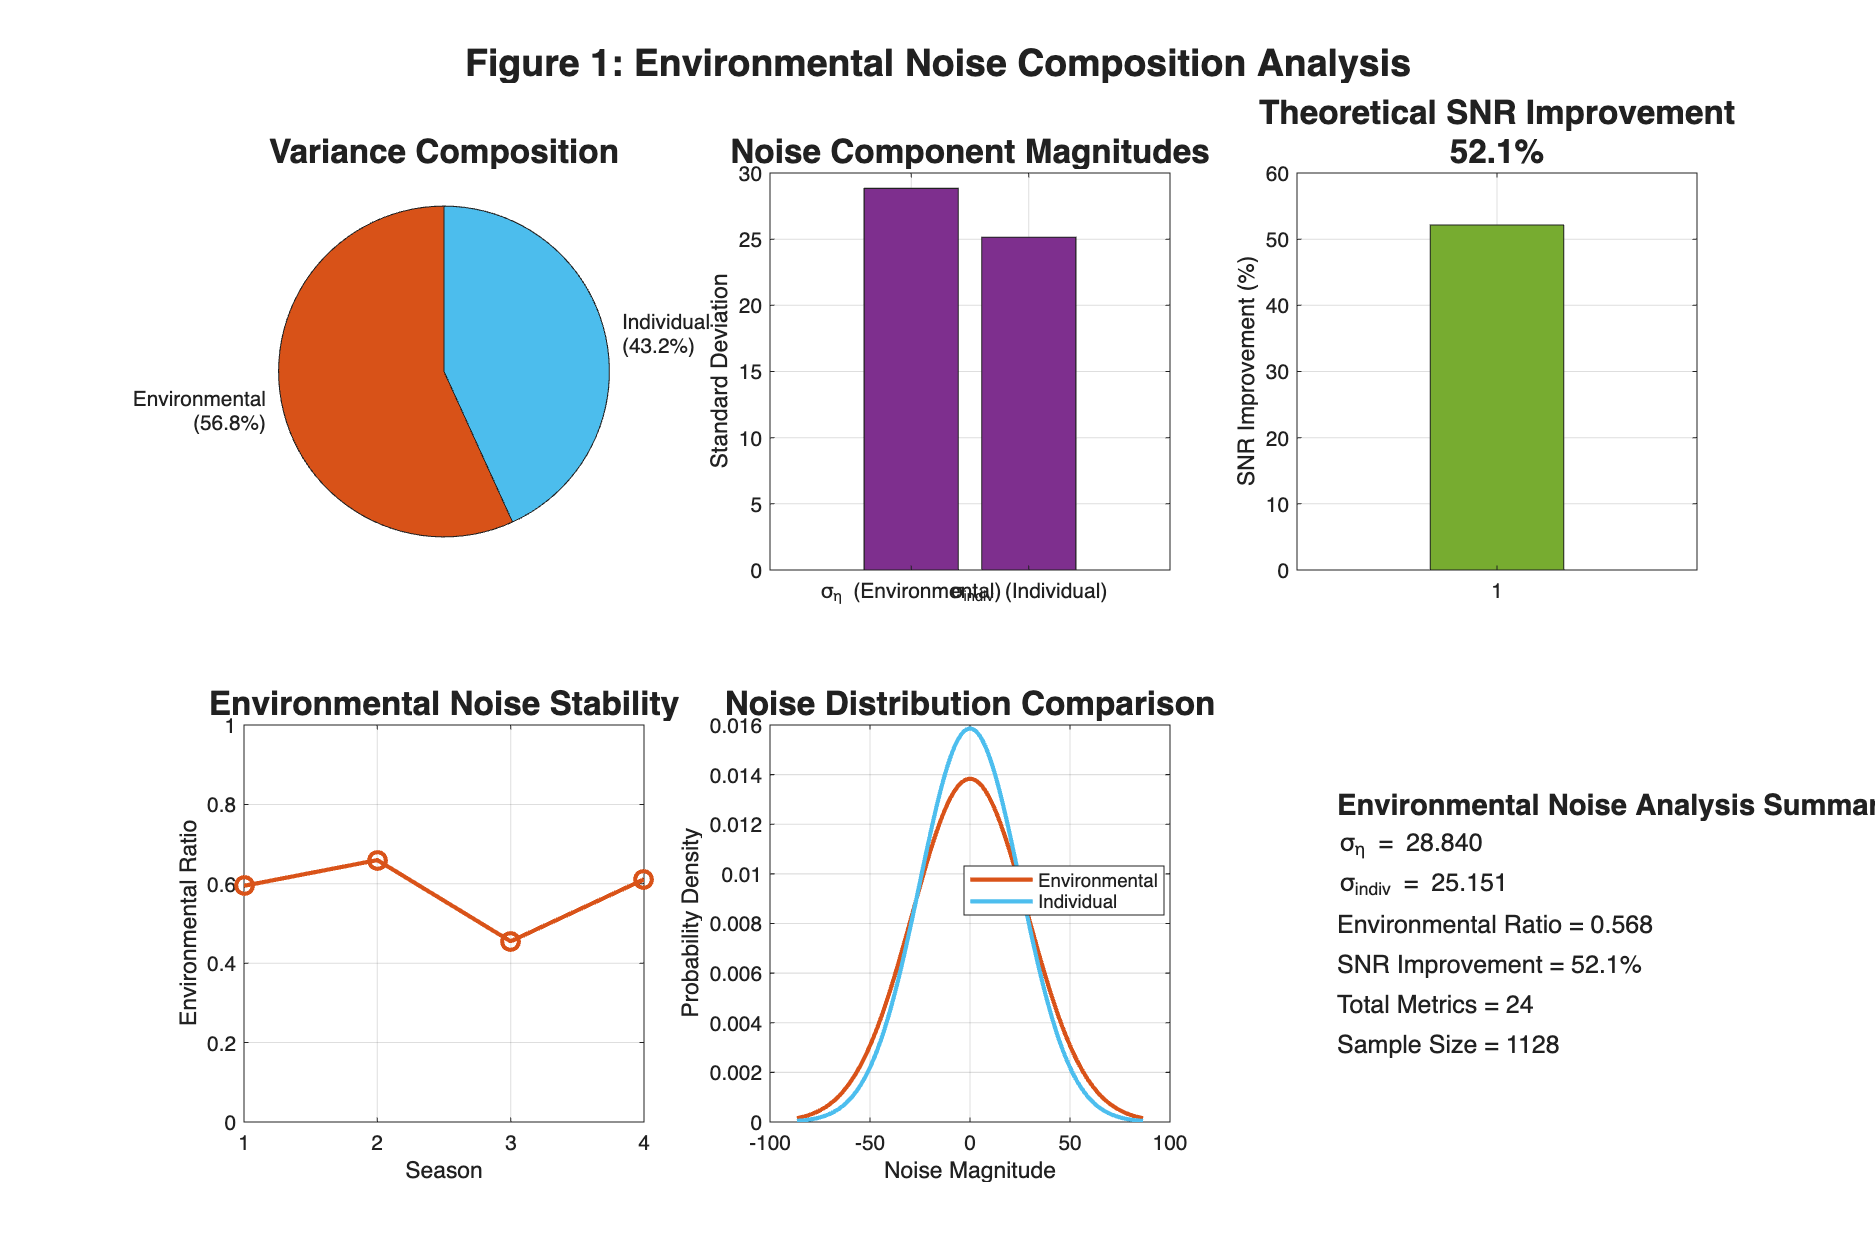 Figure 1: Environmental Noise Composition Analysis
Variance Composition
Individual
(43.2%)
Environmental
(56.8%)
Noise Component Magnitudes
30
25
20
15
10
5
0
Standard Deviation
ση (Environmental)
σindiv (Individual)
Theoretical SNR Improvement
52.1%
60
50
40
30
20
10
0
SNR Improvement (%)
1
Environmental Noise Stability
1
0.8
0.6
0.4
0.2
0
Environmental Ratio
1 2 3 4
Season
Noise Distribution Comparison
0.016
0.014
0.012
0.01
0.008
0.006
0.004
0.002
0
Probability Density
Environmental
Individual
-100 -50 0 50 100
Noise Magnitude
Environmental Noise Analysis Summar
ση = 28.840
σindiv = 25.151
Environmental Ratio = 0.568
SNR Improvement = 52.1%
Total Metrics = 24
Sample Size = 1128